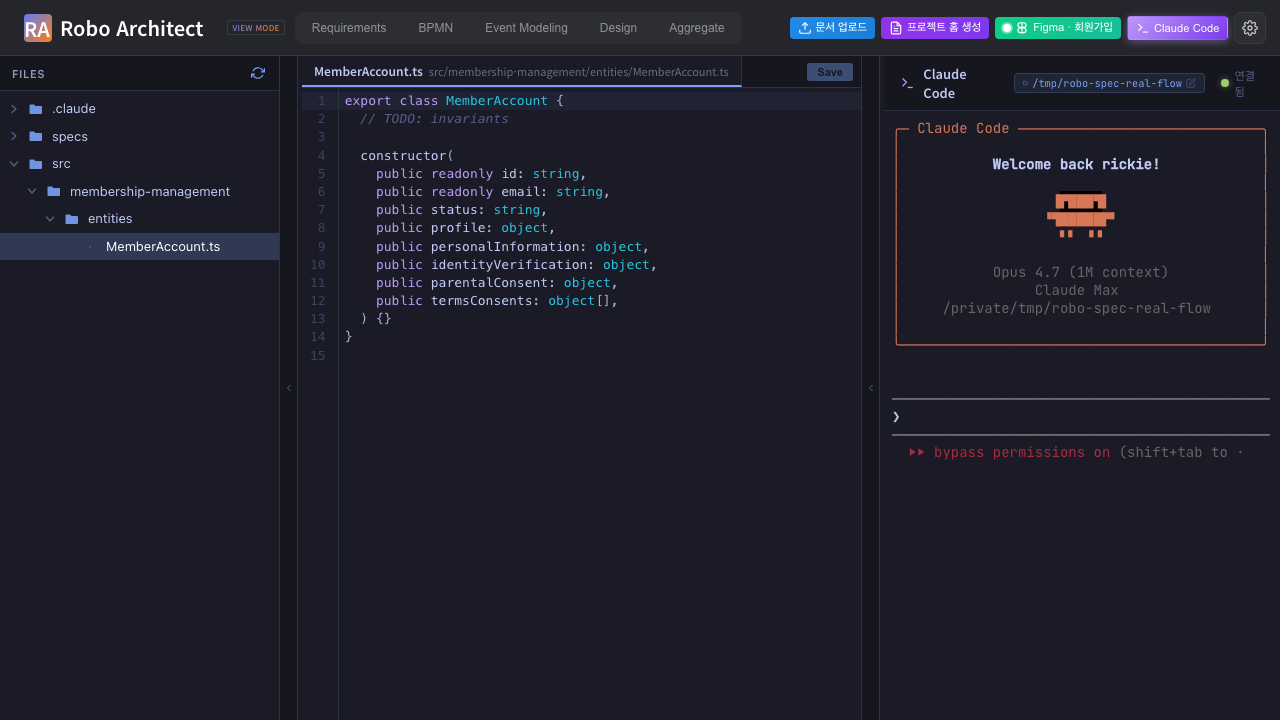 RA Robo Architect VIEW MODE Requirements BPMN Event Modeling Design Aggregate 문서 업로드 프로젝트 홈 생성 Figma · 회원가입 Claude Code
FILES
.claude
specs
src
membership-management
entities
MemberAccount.ts
MemberAccount.ts src/membership-management/entities/MemberAccount.ts Save
1 export class MemberAccount {
2 // TODO: invariants
3
4 constructor(
5 public readonly id: string,
6 public readonly email: string,
7 public status: string,
8 public profile: object,
9 public personalInformation: object,
10 public identityVerification: object,
11 public parentalConsent: object,
12 public termsConsents: object[],
13 ) {}
14 }
15
Claude Code /tmp/robo-spec-real-flow 연결됨
Claude Code
Welcome back rickie!
Opus 4.7 (1M context)
Claude Max
/private/tmp/robo-spec-real-flow
❯
⏵⏵ bypass permissions on (shift+tab to ·